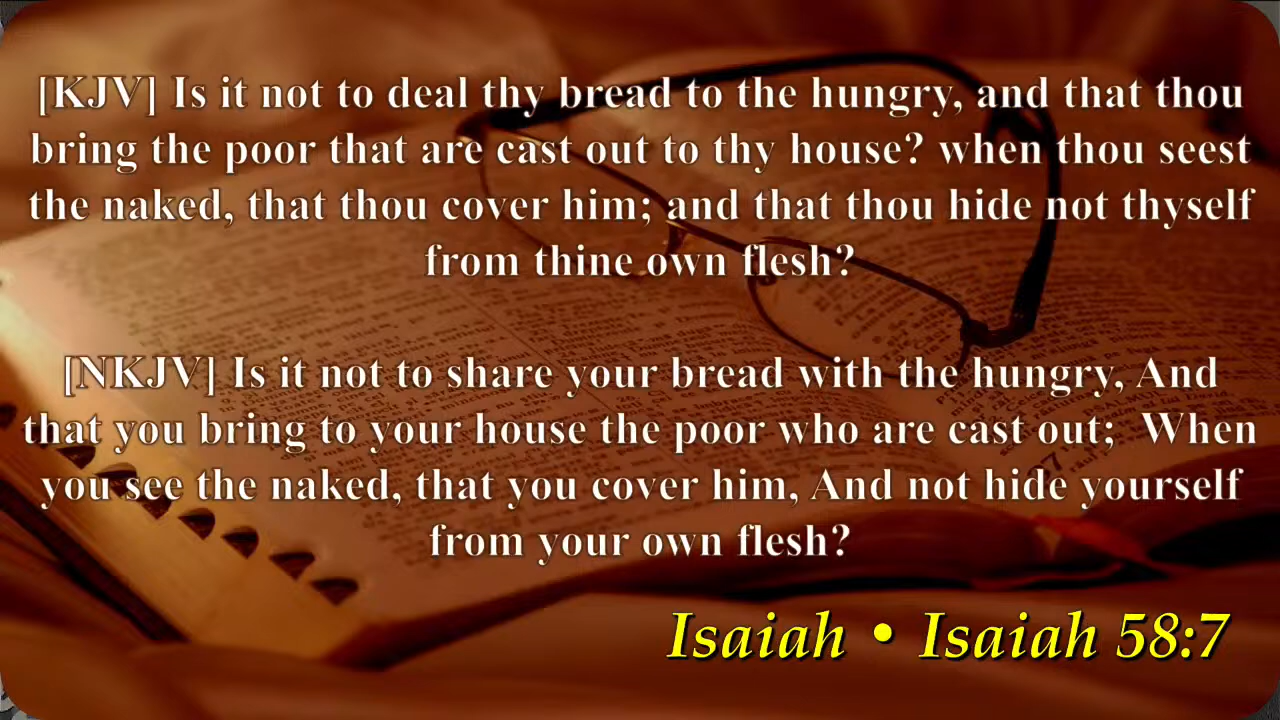 [KJV] Is it not to deal thy bread to the hungry, and that thou
bring the poor that are cast out to thy house? when thou seest
the naked, that thou cover him; and that thou hide not thyself
from thine own flesh?
[NKJV] Is it not to share your bread with the hungry, And
that you bring to your house the poor who are cast out;  When
you see the naked, that you cover him, And not hide yourself
from your own flesh?
Isaiah • Isaiah 58:7